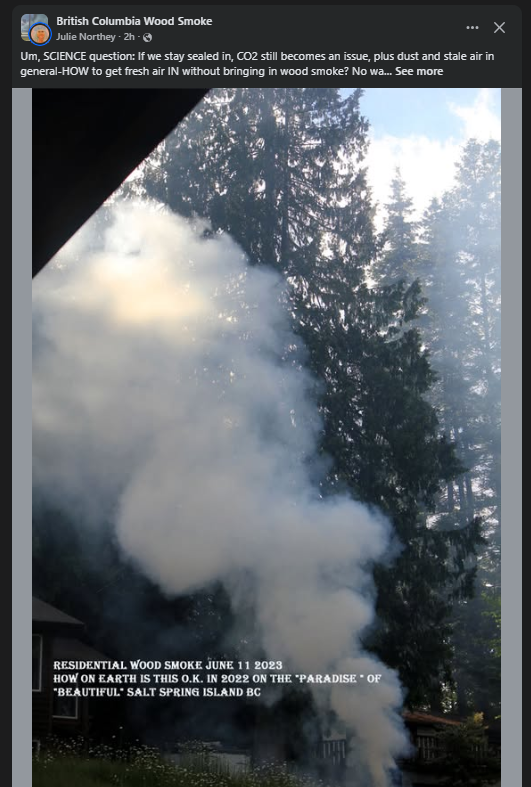 British Columbia Wood Smoke
Julie Northey · 2h ·
Um, SCIENCE question: If we stay sealed in, CO2 still becomes an issue, plus dust and stale air in
general-HOW to get fresh air IN without bringing in wood smoke? No wa... See more
RESIDENTIAL WOOD SMOKE JUNE 11 2023
HOW ON EARTH IS THIS O.K. IN 2022 ON THE "PARADISE " OF
"BEAUTIFUL" SALT SPRING ISLAND BC